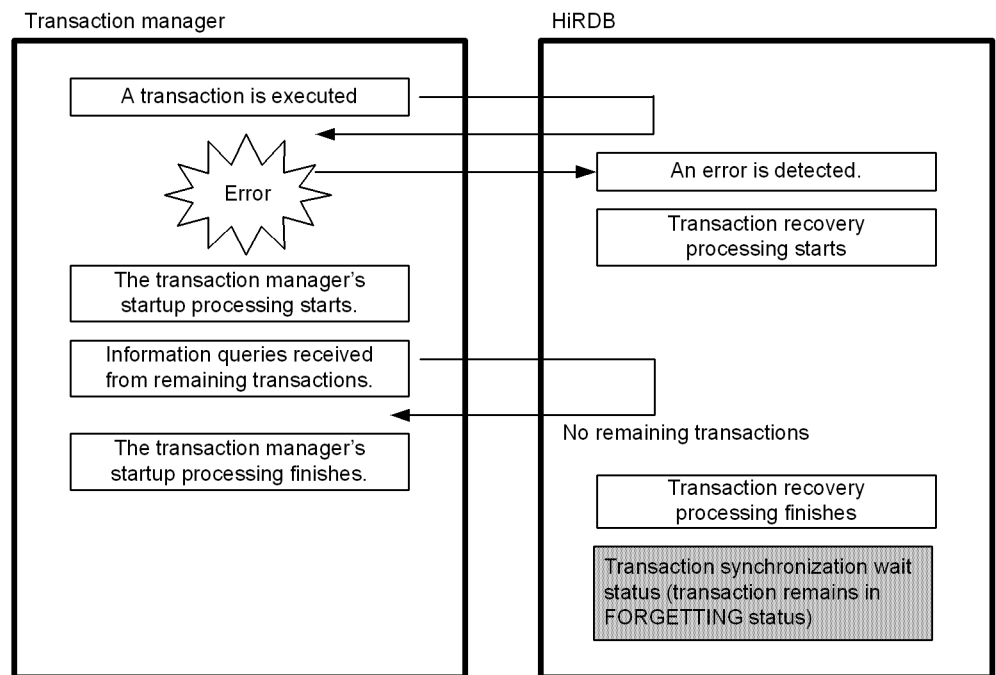 Transaction manager
HiRDB
A transaction is executed
Error
An error is detected.
Transaction recovery
processing starts
The transaction manager's
startup processing starts.
Information queries received
from remaining transactions.
No remaining transactions
The transaction manager's
startup processing finishes.
Transaction recovery
processing finishes
Transaction synchronization wait
status (transaction remains in
FORGETTING status)